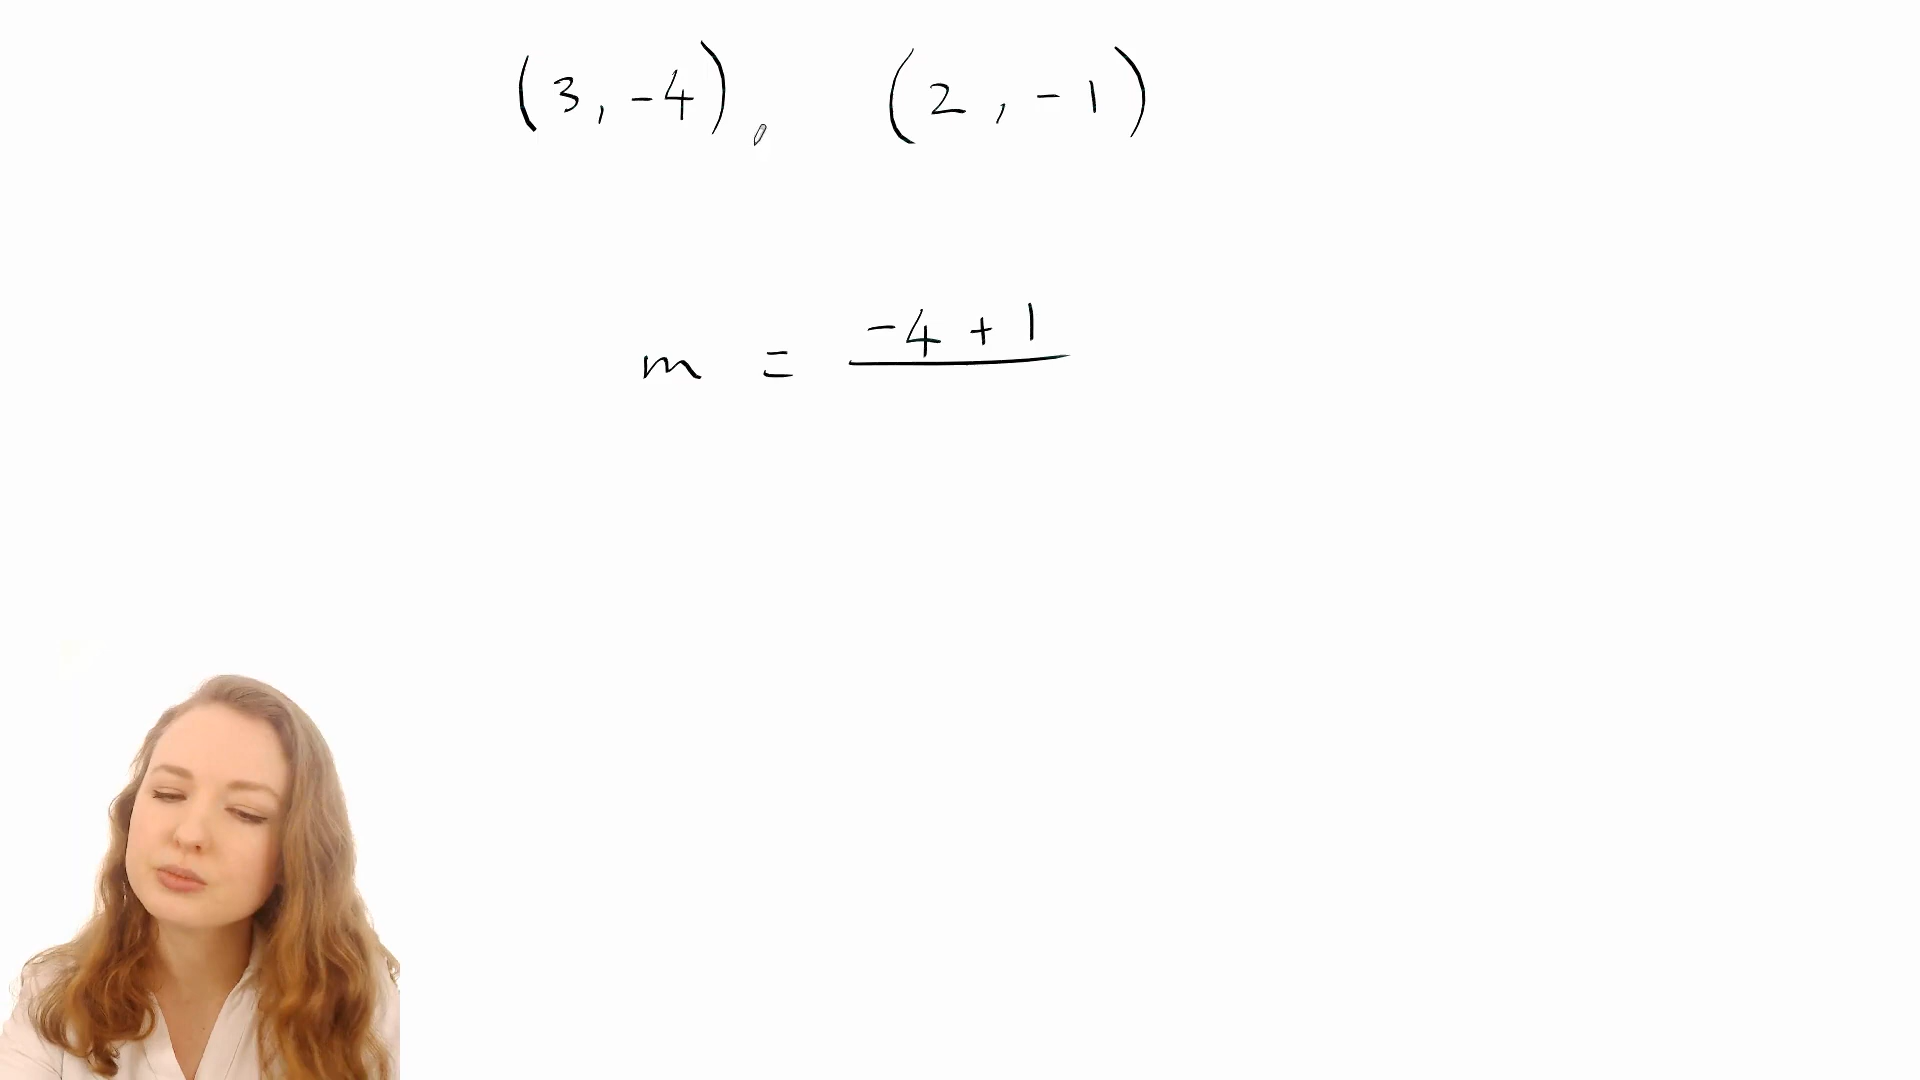 (3, -4), (2, -1)
m = -4 + 1